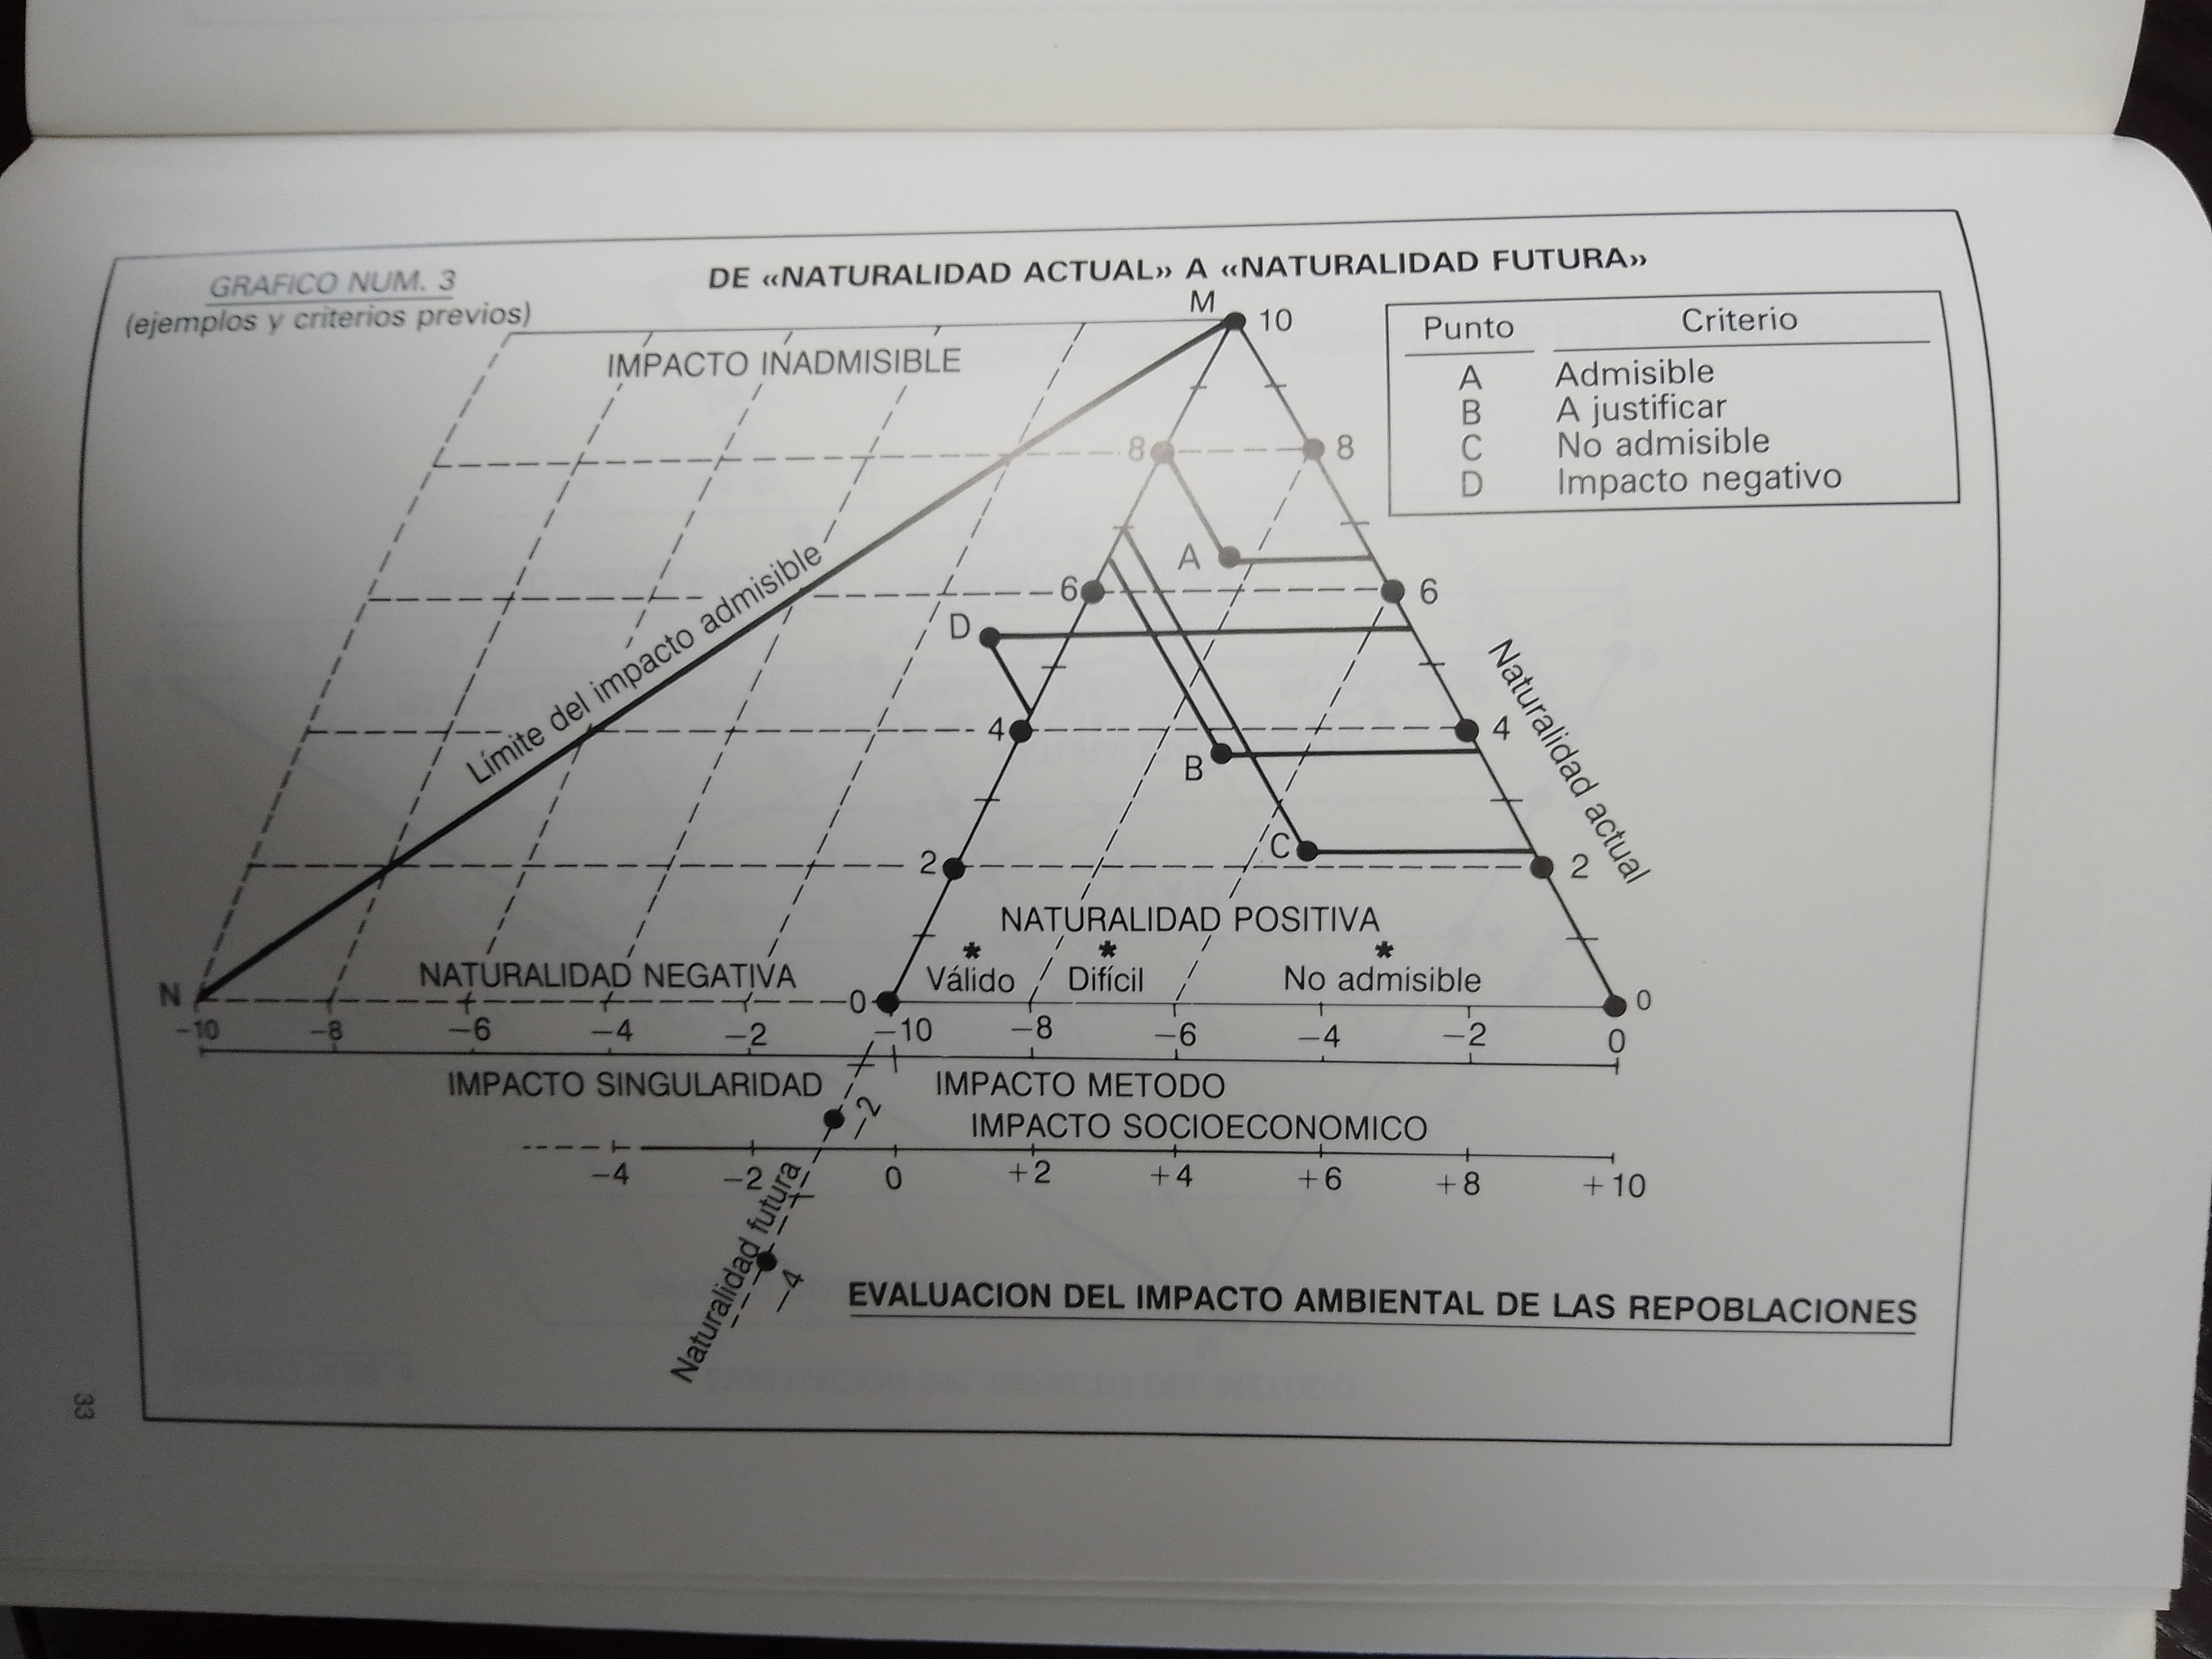 GRAFICO NUM. 3
(ejemplos y criterios previos)
DE «NATURALIDAD ACTUAL» A «NATURALIDAD FUTURA»
M
10
Punto Criterio
A Admisible
B A justificar
C No admisible
D Impacto negativo
IMPACTO INADMISIBLE
8 8
A
6 6
D
Límite del impacto admisible
Naturalidad actual
4 4
B
C
2 2
NATURALIDAD POSITIVA
* * *
NATURALIDAD NEGATIVA
Válido Difícil No admisible
N 0 0
-10 -8 -6 -4 -2 -10 -8 -6 -4 -2 0
IMPACTO SINGULARIDAD IMPACTO METODO
-2
IMPACTO SOCIOECONOMICO
-4 -2 0 +2 +4 +6 +8 +10
Naturalidad futura
-4
EVALUACION DEL IMPACTO AMBIENTAL DE LAS REPOBLACIONES
33